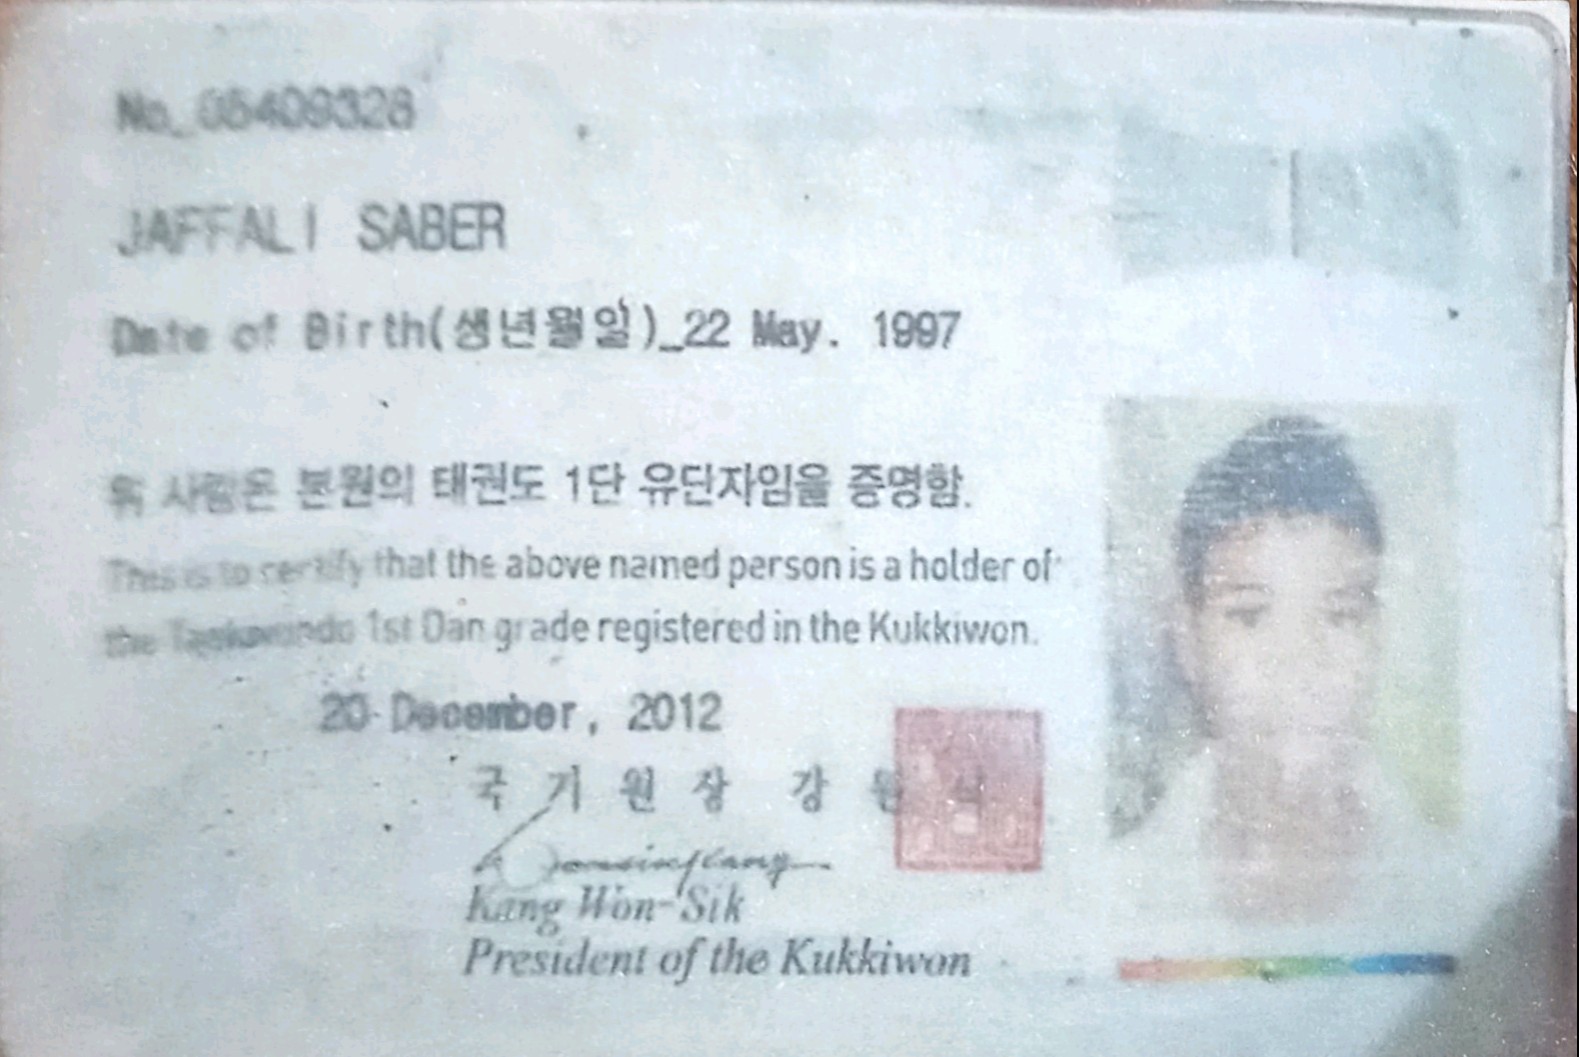 No_05409328
JAFFALI SABER
Date of Birth(생년월일)_22 May. 1997
위 사람은 본원의 태권도 1단 유단자임을 증명함.
This is to certify that the above named person is a holder of
the Taekwondo 1st Dan grade registered in the Kukkiwon.
20 December, 2012
국 기 원 장 강 원 식
Kang Won-Sik
President of the Kukkiwon